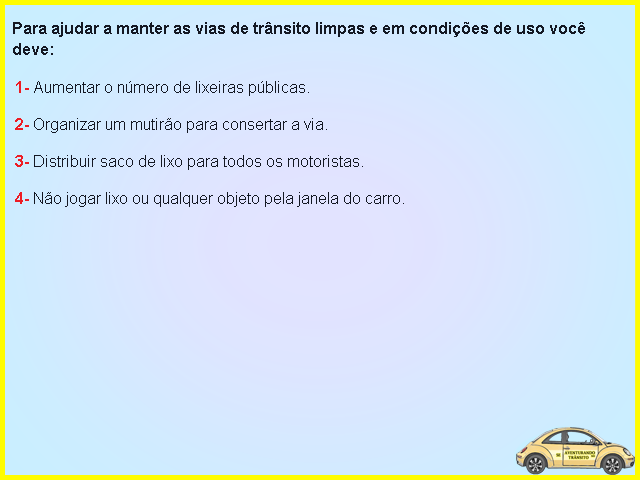 Para ajudar a manter as vias de trânsito limpas e em condições de uso você
deve:
1- Aumentar o número de lixeiras públicas.
2- Organizar um mutirão para consertar a via.
3- Distribuir saco de lixo para todos os motoristas.
4- Não jogar lixo ou qualquer objeto pela janela do carro.
AVENTURANDO
TRÂNSITO